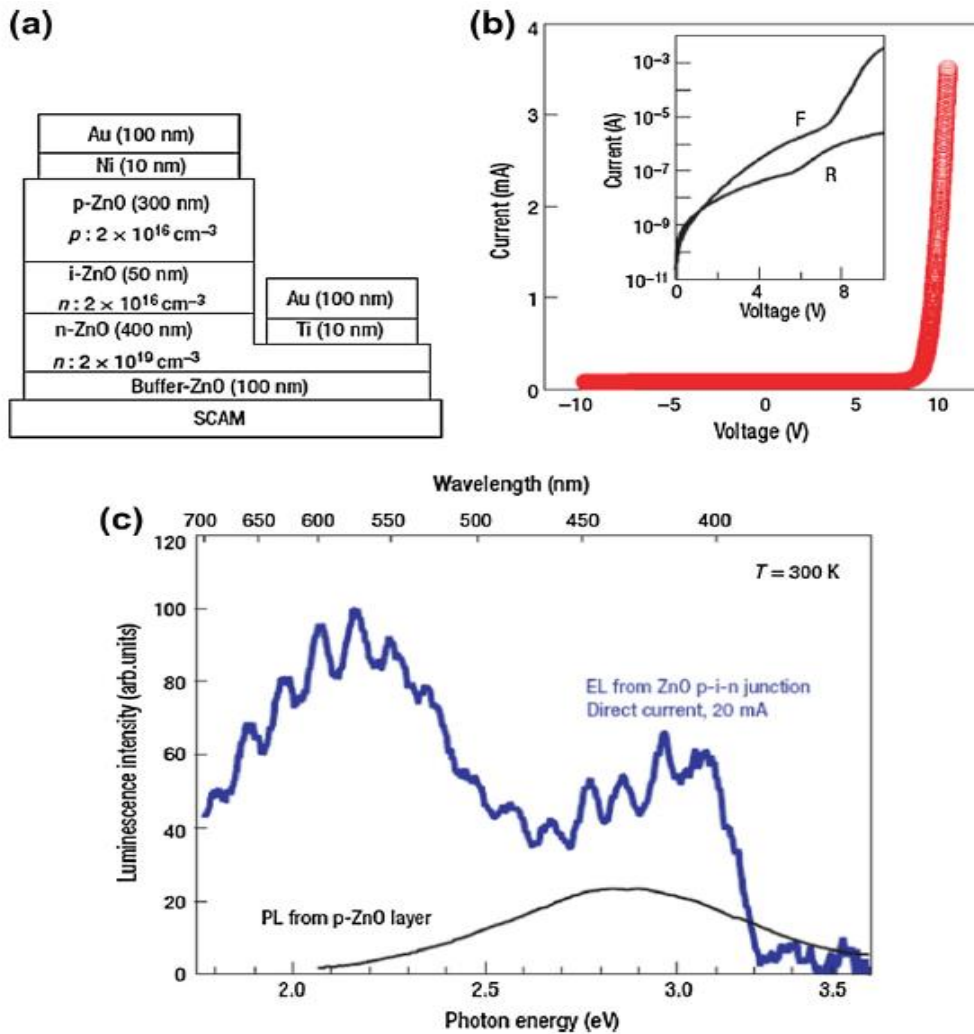 (a)
Au (100 nm)
Ni (10 nm)
p-ZnO (300 nm)
p : 2 × 10¹⁶ cm⁻³
i-ZnO (50 nm)
n : 2 × 10¹⁶ cm⁻³
n-ZnO (400 nm)
n : 2 × 10¹⁹ cm⁻³
Au (100 nm)
Ti (10 nm)
Buffer-ZnO (100 nm)
SCAM
(b)
4
3
2
1
0
Current (mA)
−10
−5
0
5
10
Voltage (V)
10⁻³
10⁻⁵
10⁻⁷
10⁻⁹
10⁻¹¹
Current (A)
F
R
0
4
8
Voltage (V)
(c)
Wavelength (nm)
700 650 600 550 500 450 400
120
100
80
60
40
20
0
Luminescence intensity (arb.units)
T = 300 K
EL from ZnO p-i-n junction
Direct current, 20 mA
PL from p-ZnO layer
2.0 2.5 3.0 3.5
Photon energy (eV)